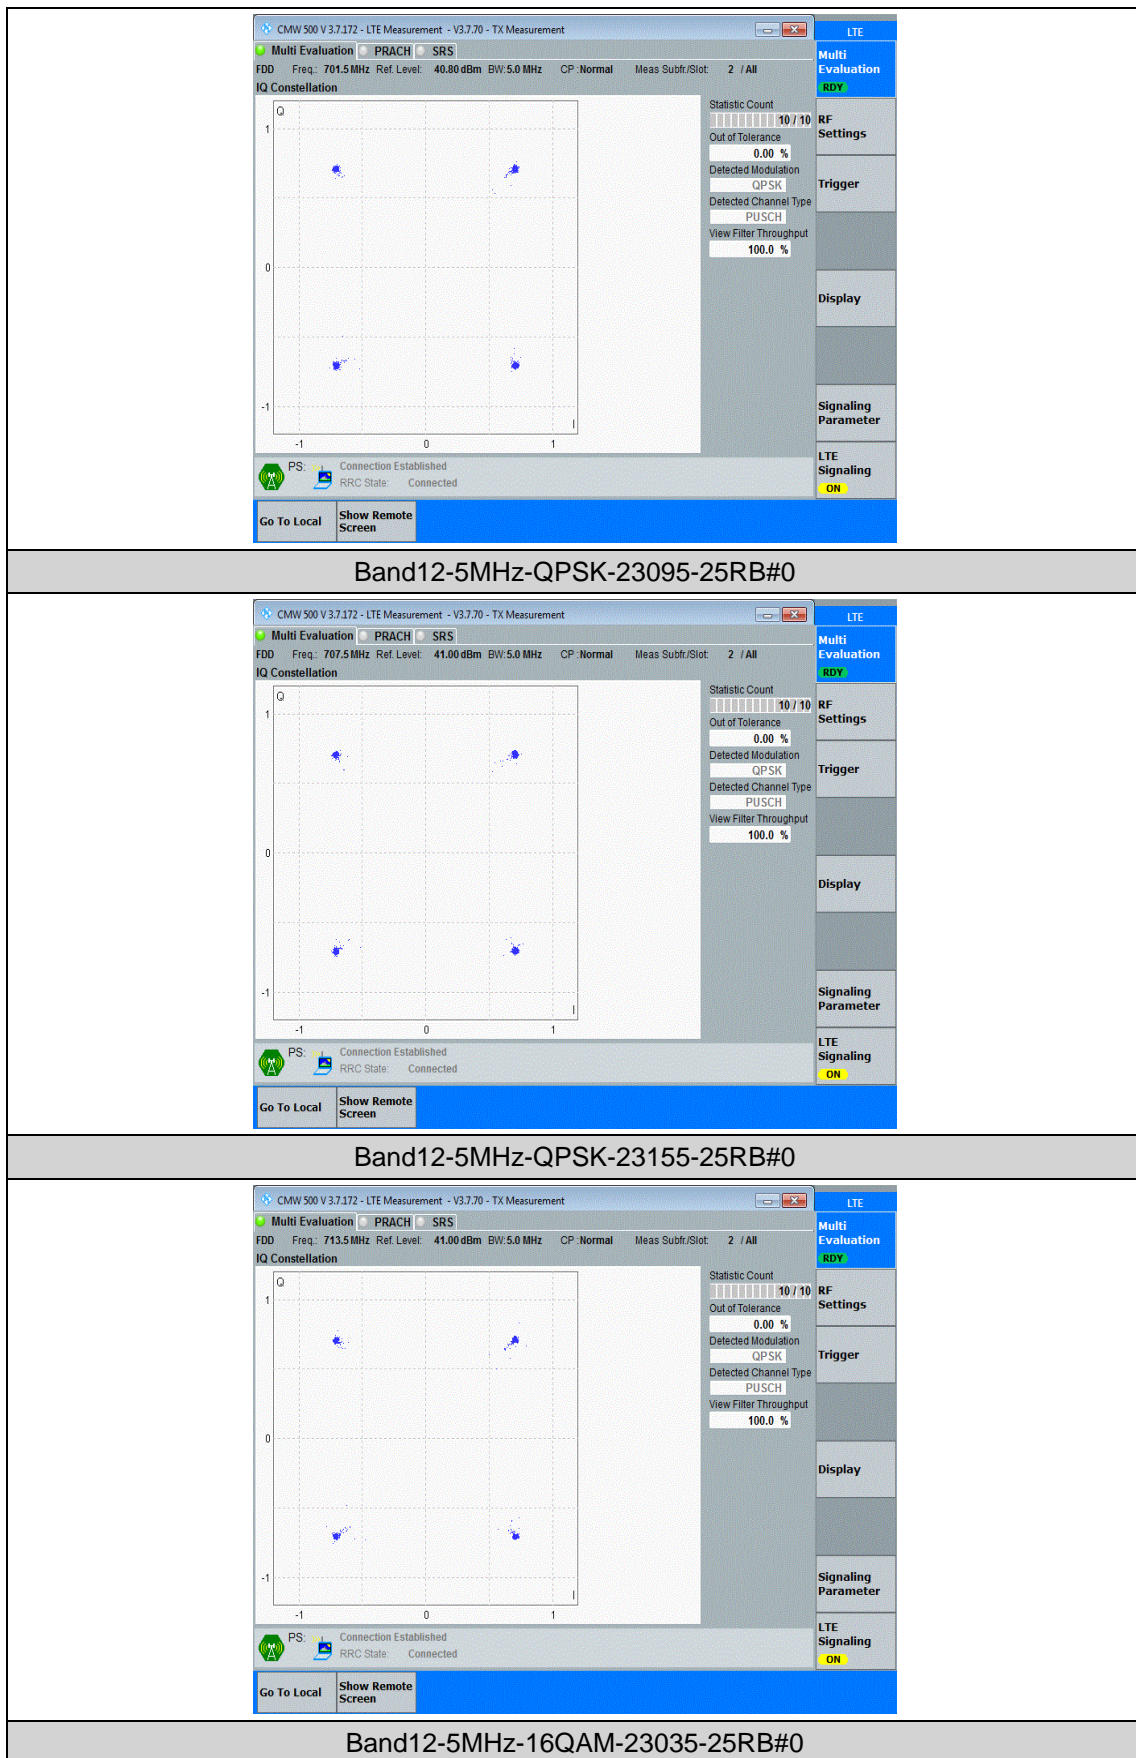 CMW 500 V 3.7.172 - LTE Measurement - V3.7.70 - TX Measurement
LTE
Multi Evaluation PRACH SRS
FDD Freq.: 701.5 MHz Ref. Level: 40.80 dBm BW: 5.0 MHz CP : Normal Meas Subfr./Slot: 2 / All
IQ Constellation
Q
1
0
-1
I
-1 0 1
Statistic Count
10 / 10
Out of Tolerance
0.00 %
Detected Modulation
QPSK
Detected Channel Type
PUSCH
View Filter Throughput
100.0 %
Multi
Evaluation
RDY
RF
Settings
Trigger
Display
Signaling
Parameter
LTE
Signaling
ON
PS: Connection Established
RRC State: Connected
Go To Local
Show Remote
Screen
Band12-5MHz-QPSK-23095-25RB#0
CMW 500 V 3.7.172 - LTE Measurement - V3.7.70 - TX Measurement
LTE
Multi Evaluation PRACH SRS
FDD Freq.: 707.5 MHz Ref. Level: 41.00 dBm BW: 5.0 MHz CP : Normal Meas Subfr./Slot: 2 / All
IQ Constellation
Q
1
0
-1
I
-1 0 1
Statistic Count
10 / 10
Out of Tolerance
0.00 %
Detected Modulation
QPSK
Detected Channel Type
PUSCH
View Filter Throughput
100.0 %
Multi
Evaluation
RDY
RF
Settings
Trigger
Display
Signaling
Parameter
LTE
Signaling
ON
PS: Connection Established
RRC State: Connected
Go To Local
Show Remote
Screen
Band12-5MHz-QPSK-23155-25RB#0
CMW 500 V 3.7.172 - LTE Measurement - V3.7.70 - TX Measurement
LTE
Multi Evaluation PRACH SRS
FDD Freq.: 713.5 MHz Ref. Level: 41.00 dBm BW: 5.0 MHz CP : Normal Meas Subfr./Slot: 2 / All
IQ Constellation
Q
1
0
-1
I
-1 0 1
Statistic Count
10 / 10
Out of Tolerance
0.00 %
Detected Modulation
QPSK
Detected Channel Type
PUSCH
View Filter Throughput
100.0 %
Multi
Evaluation
RDY
RF
Settings
Trigger
Display
Signaling
Parameter
LTE
Signaling
ON
PS: Connection Established
RRC State: Connected
Go To Local
Show Remote
Screen
Band12-5MHz-16QAM-23035-25RB#0